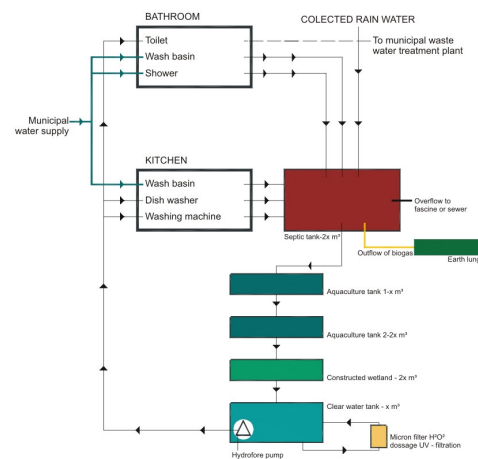 BATHROOM
COLECTED RAIN WATER
Toilet
To municipal waste
water treatment plant
Wash basin
Shower
Municipal
water supply
KITCHEN
Wash basin
Dish washer
Washing machine
Overflow to
fascine or sewer
Septic tank-2x m³
Outflow of biogas
Earth lung
Aquaculture tank 1-x m³
Aquaculture tank 2-2x m³
Constructed wetland - 2x m³
Clear water tank - x m³
Micron filter H²O²
dossage UV - filtration
Hydrofore pump